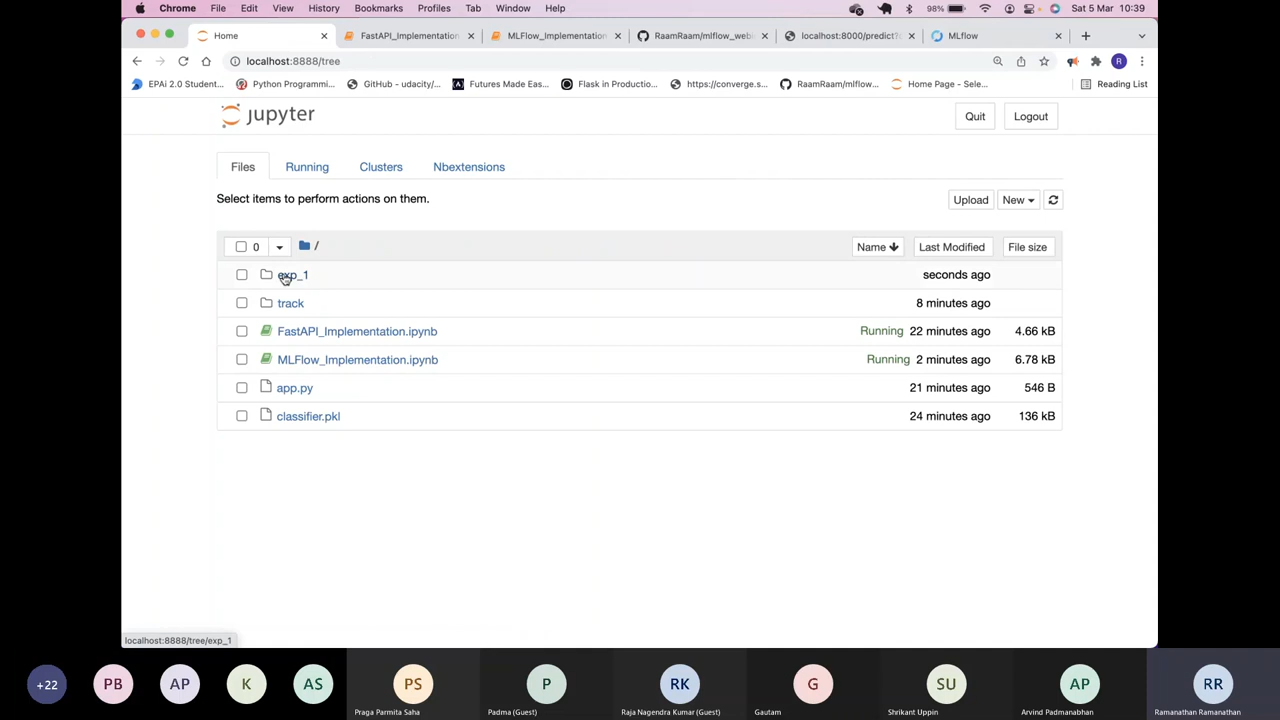 Chrome File Edit View History Bookmarks Profiles Tab Window Help 98% Sat 5 Mar 10:39
Home FastAPI_Implementation MLFlow_Implementation RaamRaam/mlflow_web localhost:8000/predict? MLflow
localhost:8888/tree R
EPAi 2.0 Student... Python Programmi... GitHub - udacity/... Futures Made Eas... Flask in Productio... https://converge.s... RaamRaam/mlflow... Home Page - Sele... Reading List
jupyter Quit Logout
Files Running Clusters Nbextensions
Select items to perform actions on them. Upload New
0 / Name Last Modified File size
exp_1 seconds ago
track 8 minutes ago
FastAPI_Implementation.ipynb Running 22 minutes ago 4.66 kB
MLFlow_Implementation.ipynb Running 2 minutes ago 6.78 kB
app.py 21 minutes ago 546 B
classifier.pkl 24 minutes ago 136 kB
localhost:8888/tree/exp_1
+22 PB AP K AS PS P RK G SU AP RR
Praga Parmita Saha Padma (Guest) Raja Nagendra Kumar (Guest) Gautam Shrikant Uppin Arvind Padmanabhan Ramanathan Ramanathan